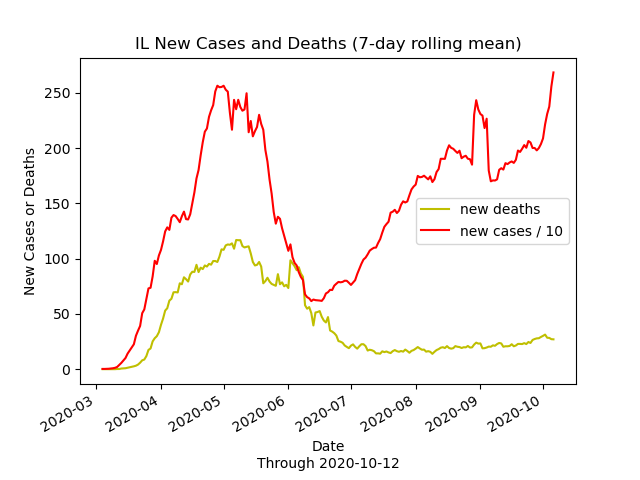 IL New Cases and Deaths (7-day rolling mean)
New Cases or Deaths
250
200
150
100
50
0
new deaths
new cases / 10
2020-03
2020-04
2020-05
2020-06
2020-07
2020-08
2020-09
2020-10
Date
Through 2020-10-12